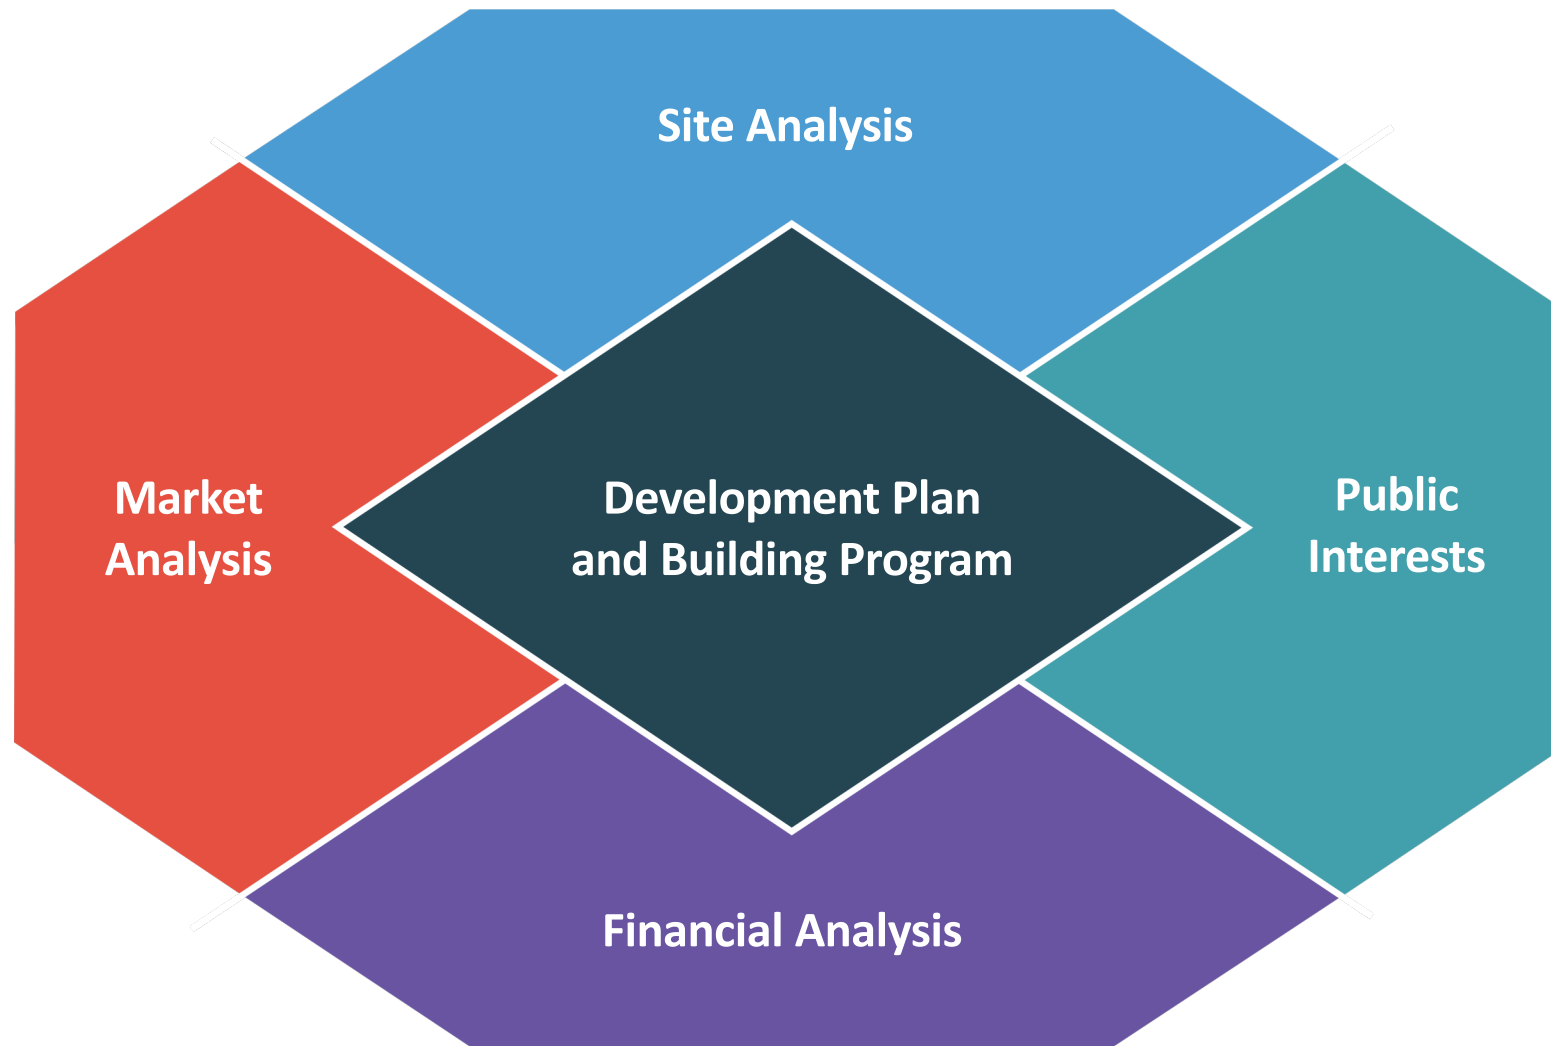 Site Analysis
Market
Analysis
Development Plan
and Building Program
Public
Interests
Financial Analysis